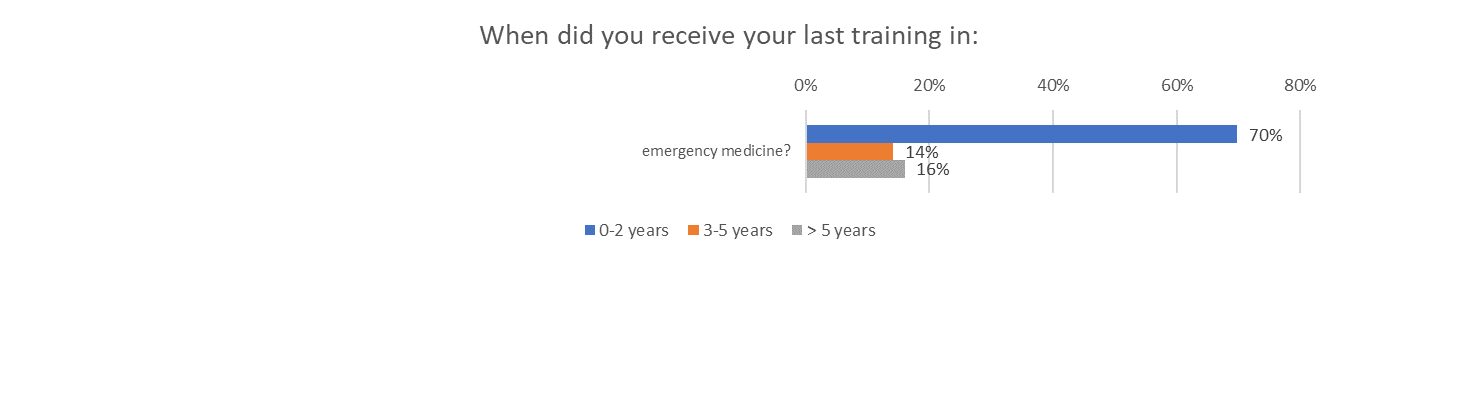 When did you receive your last training in:
0% 20% 40% 60% 80%
emergency medicine?
70%
14%
16%
0-2 years 3-5 years > 5 years